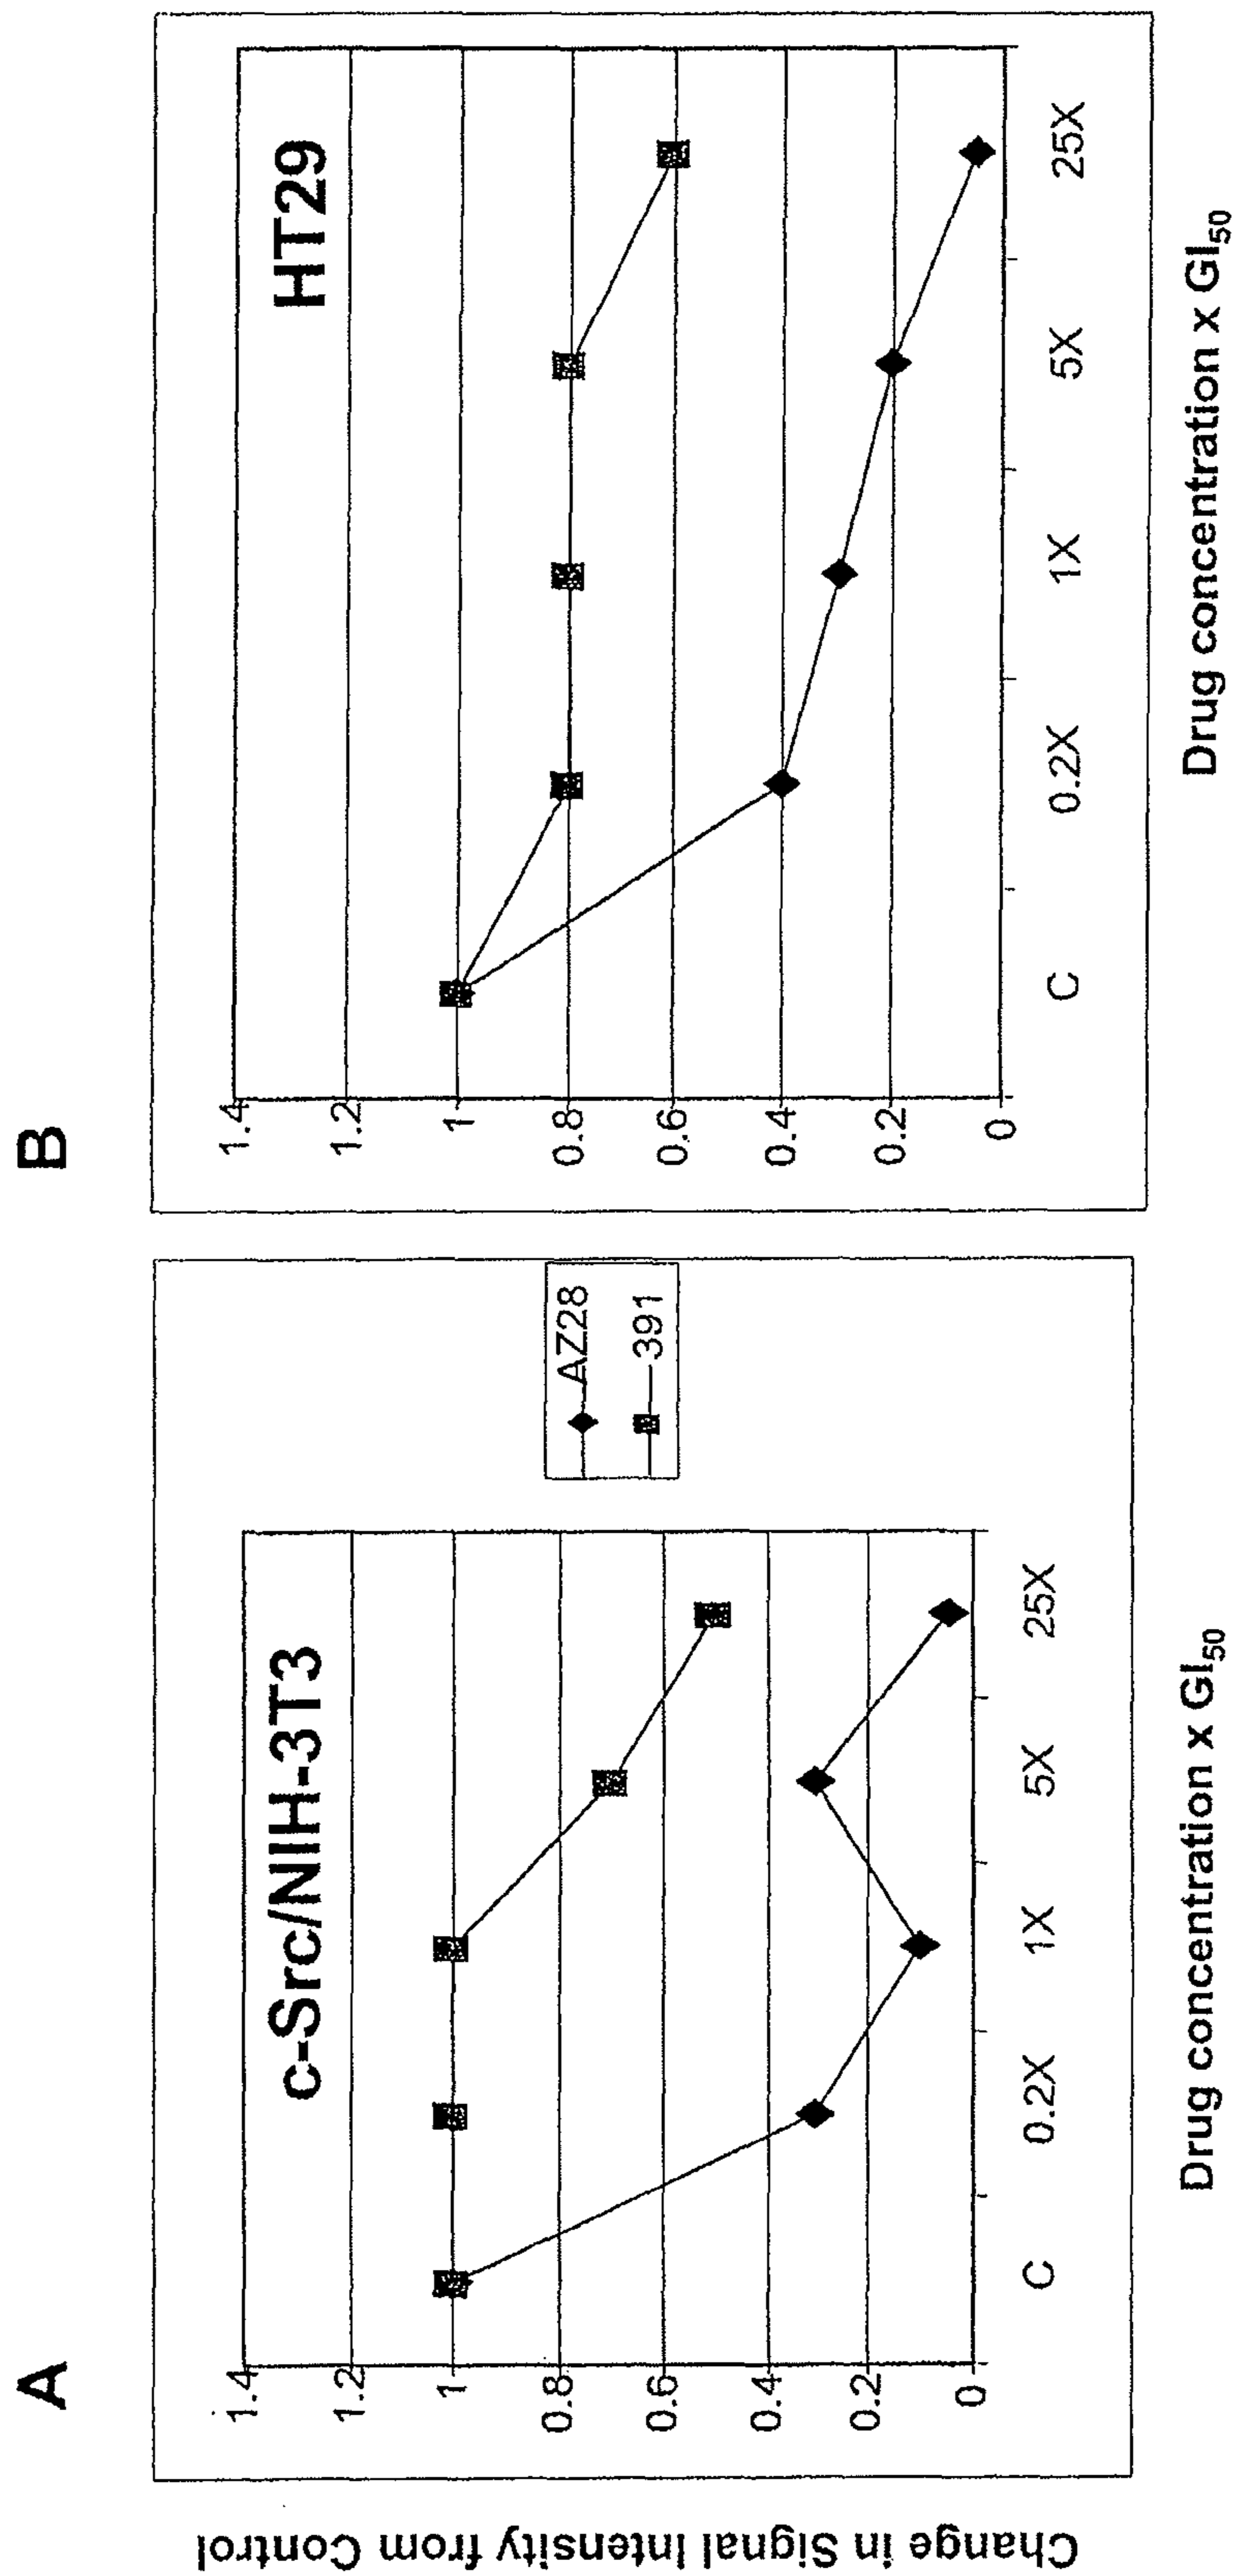 A
c-Src/NIH-3T3
Change in Signal Intensity from Control
1.4
1.2
1
0.8
0.6
0.4
0.2
0
C
0.2X
1X
5X
25X
Drug concentration x GI50
AZ28
391
B
HT29
1.4
1.2
1
0.8
0.6
0.4
0.2
0
C
0.2X
1X
5X
25X
Drug concentration x GI50